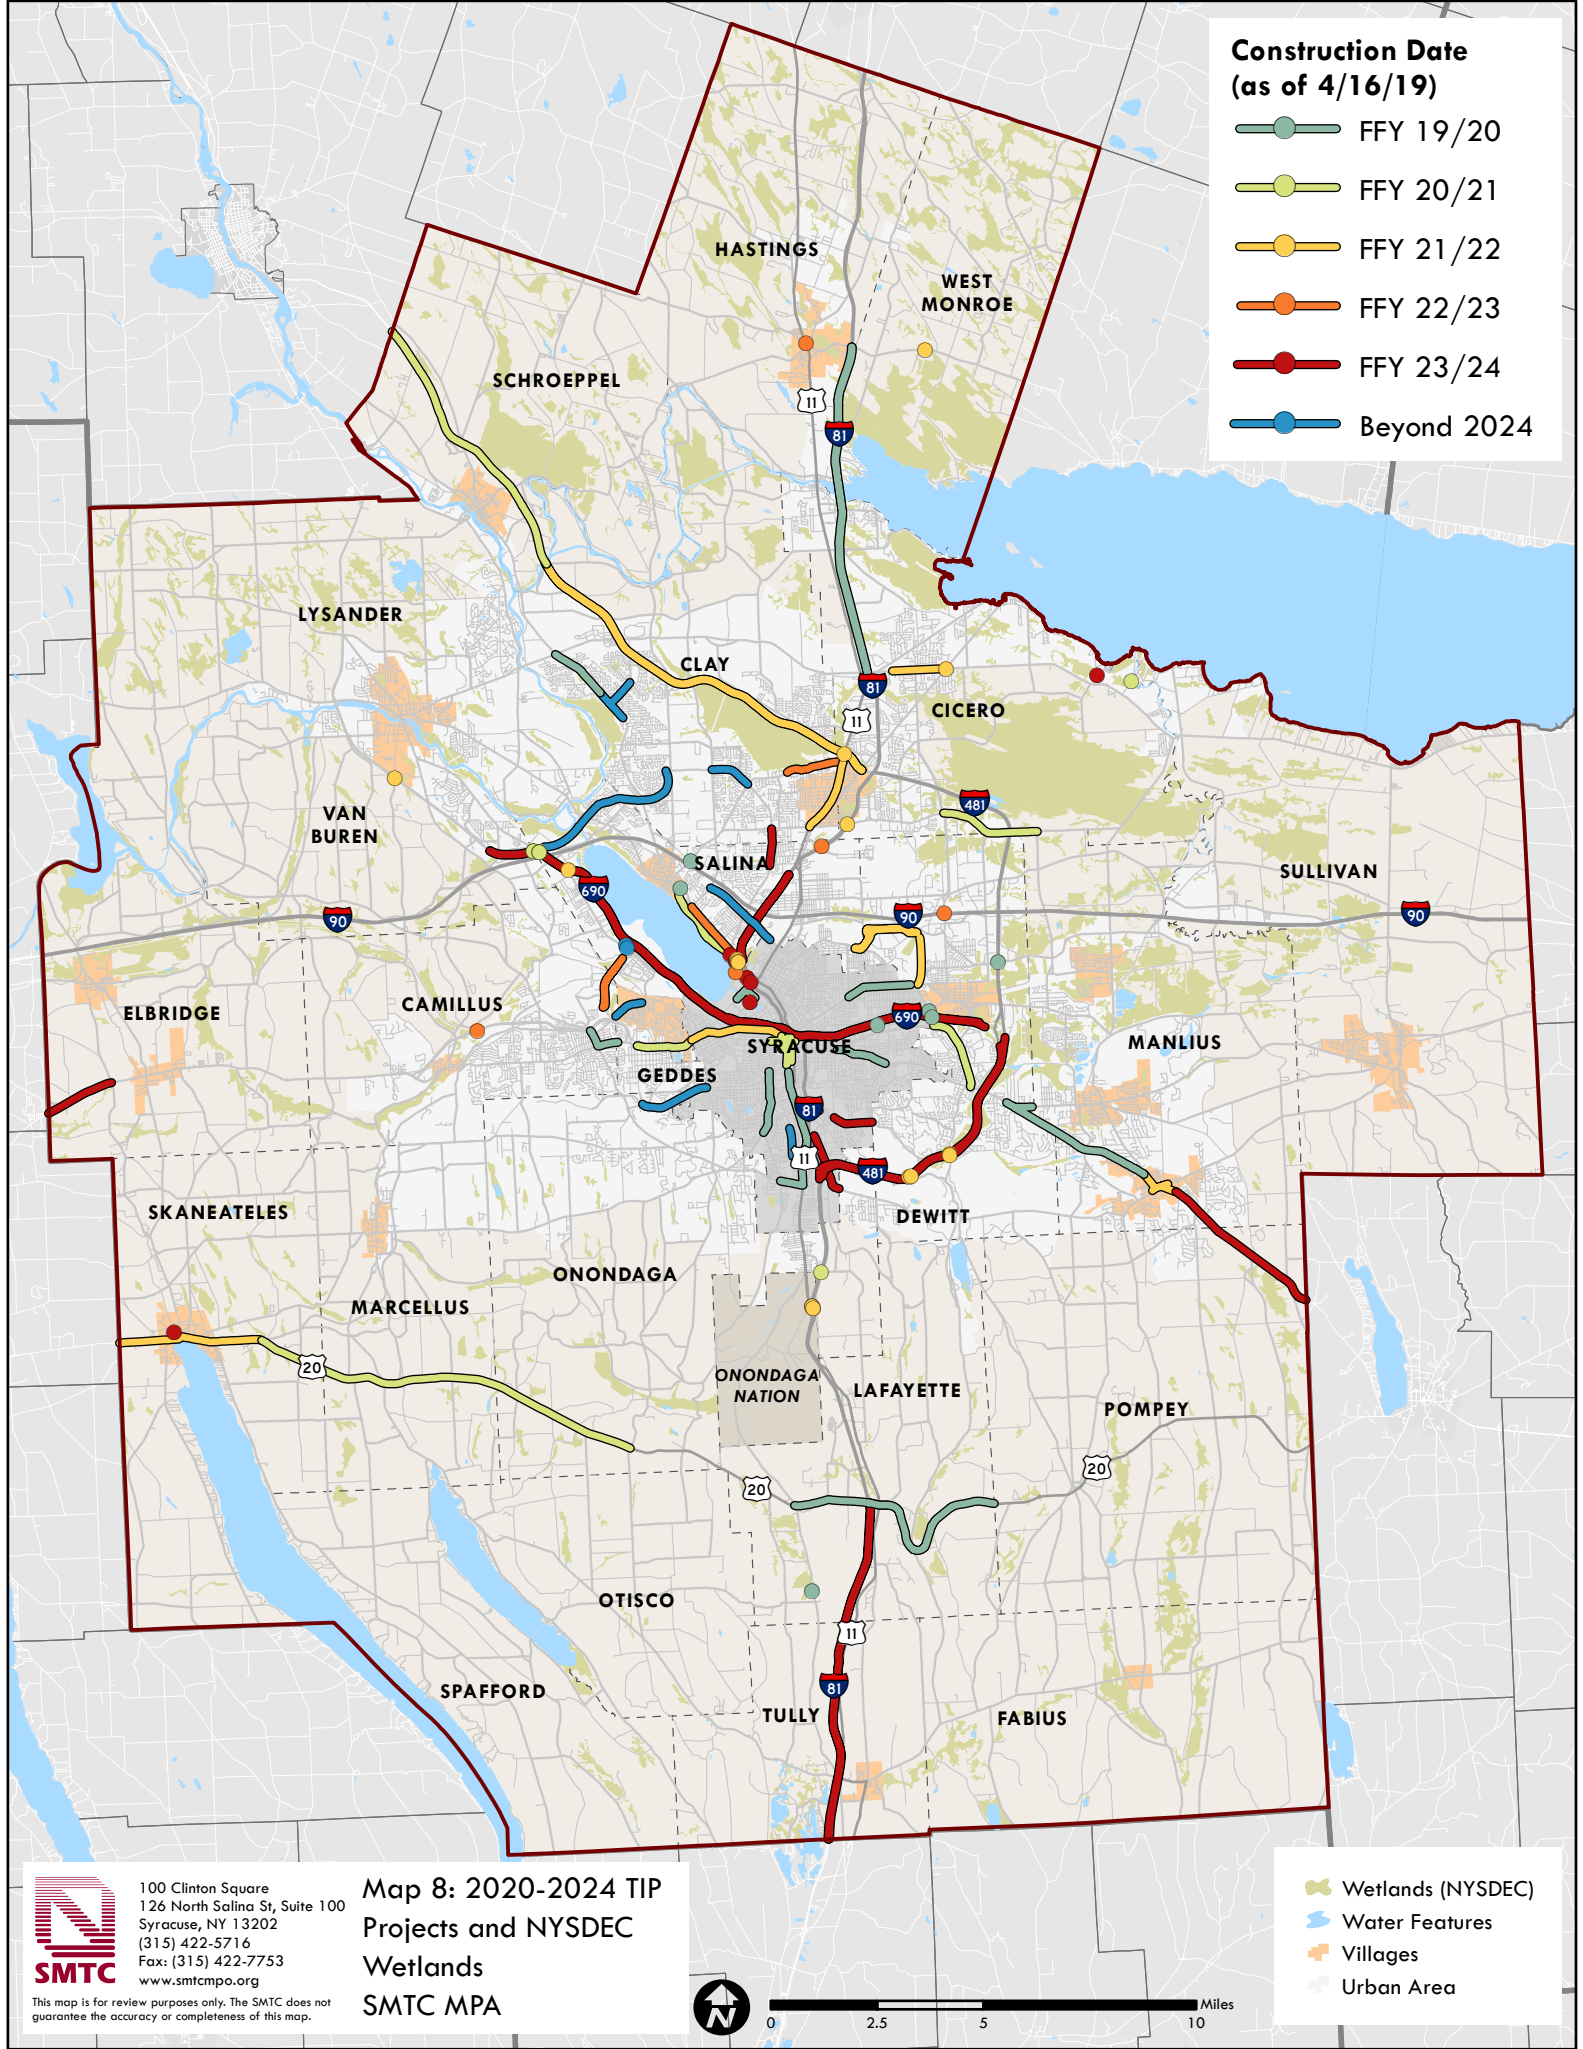 Construction Date
(as of 4/16/19)
FFY 19/20
FFY 20/21
FFY 21/22
FFY 22/23
FFY 23/24
Beyond 2024
HASTINGS
WEST
MONROE
SCHROEPPEL
11
81
LYSANDER
CLAY
81
11
CICERO
VAN
BUREN
481
SALINA
SULLIVAN
690
90
90
90
ELBRIDGE
CAMILLUS
690
MANLIUS
SYRACUSE
GEDDES
81
11
481
SKANEATELES
DEWITT
ONONDAGA
MARCELLUS
20
ONONDAGA
NATION
LAFAYETTE
POMPEY
20
20
OTISCO
11
SPAFFORD
81
TULLY
FABIUS
SMTC
100 Clinton Square
126 North Salina St, Suite 100
Syracuse, NY 13202
(315) 422-5716
Fax: (315) 422-7753
www.smtcmpo.org
This map is for review purposes only. The SMTC does not
guarantee the accuracy or completeness of this map.
Map 8: 2020-2024 TIP
Projects and NYSDEC
Wetlands
SMTC MPA
N
Miles
0 2.5 5 10
Wetlands (NYSDEC)
Water Features
Villages
Urban Area